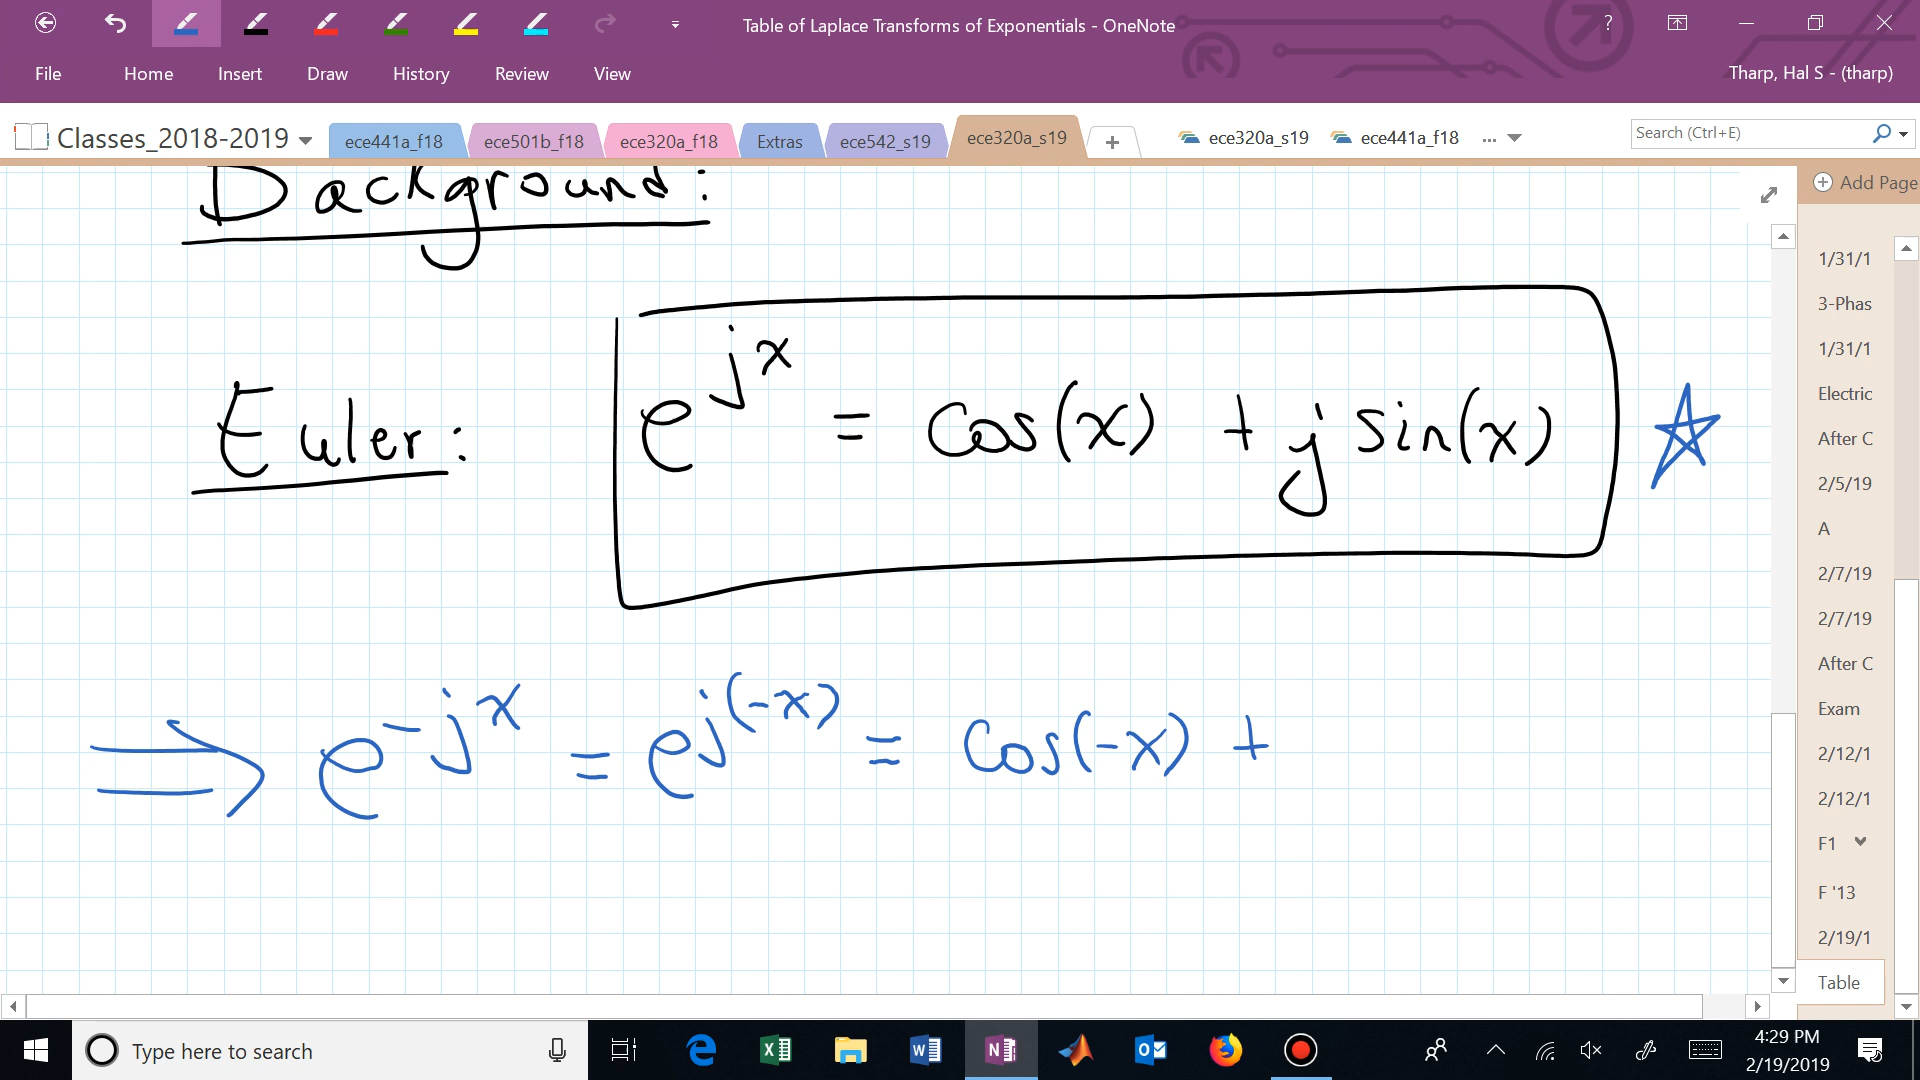 Table of Laplace Transforms of Exponentials - OneNote
?
File Home Insert Draw History Review View
Tharp, Hal S - (tharp)
Classes_2018-2019
ece441a_f18 ece501b_f18 ece320a_f18 Extras ece542_s19 ece320a_s19 +
ece320a_s19 ece441a_f18 ...
Search (Ctrl+E)
Background:
Euler: e^{jx} = cos(x) + j sin(x)
⇒ e^{-jx} = e^{j(-x)} = cos(-x) +
Add Page
1/31/1
3-Phas
1/31/1
Electric
After C
2/5/19
A
2/7/19
2/7/19
After C
Exam
2/12/1
2/12/1
F1
F '13
2/19/1
Table
Type here to search
4:29 PM
2/19/2019